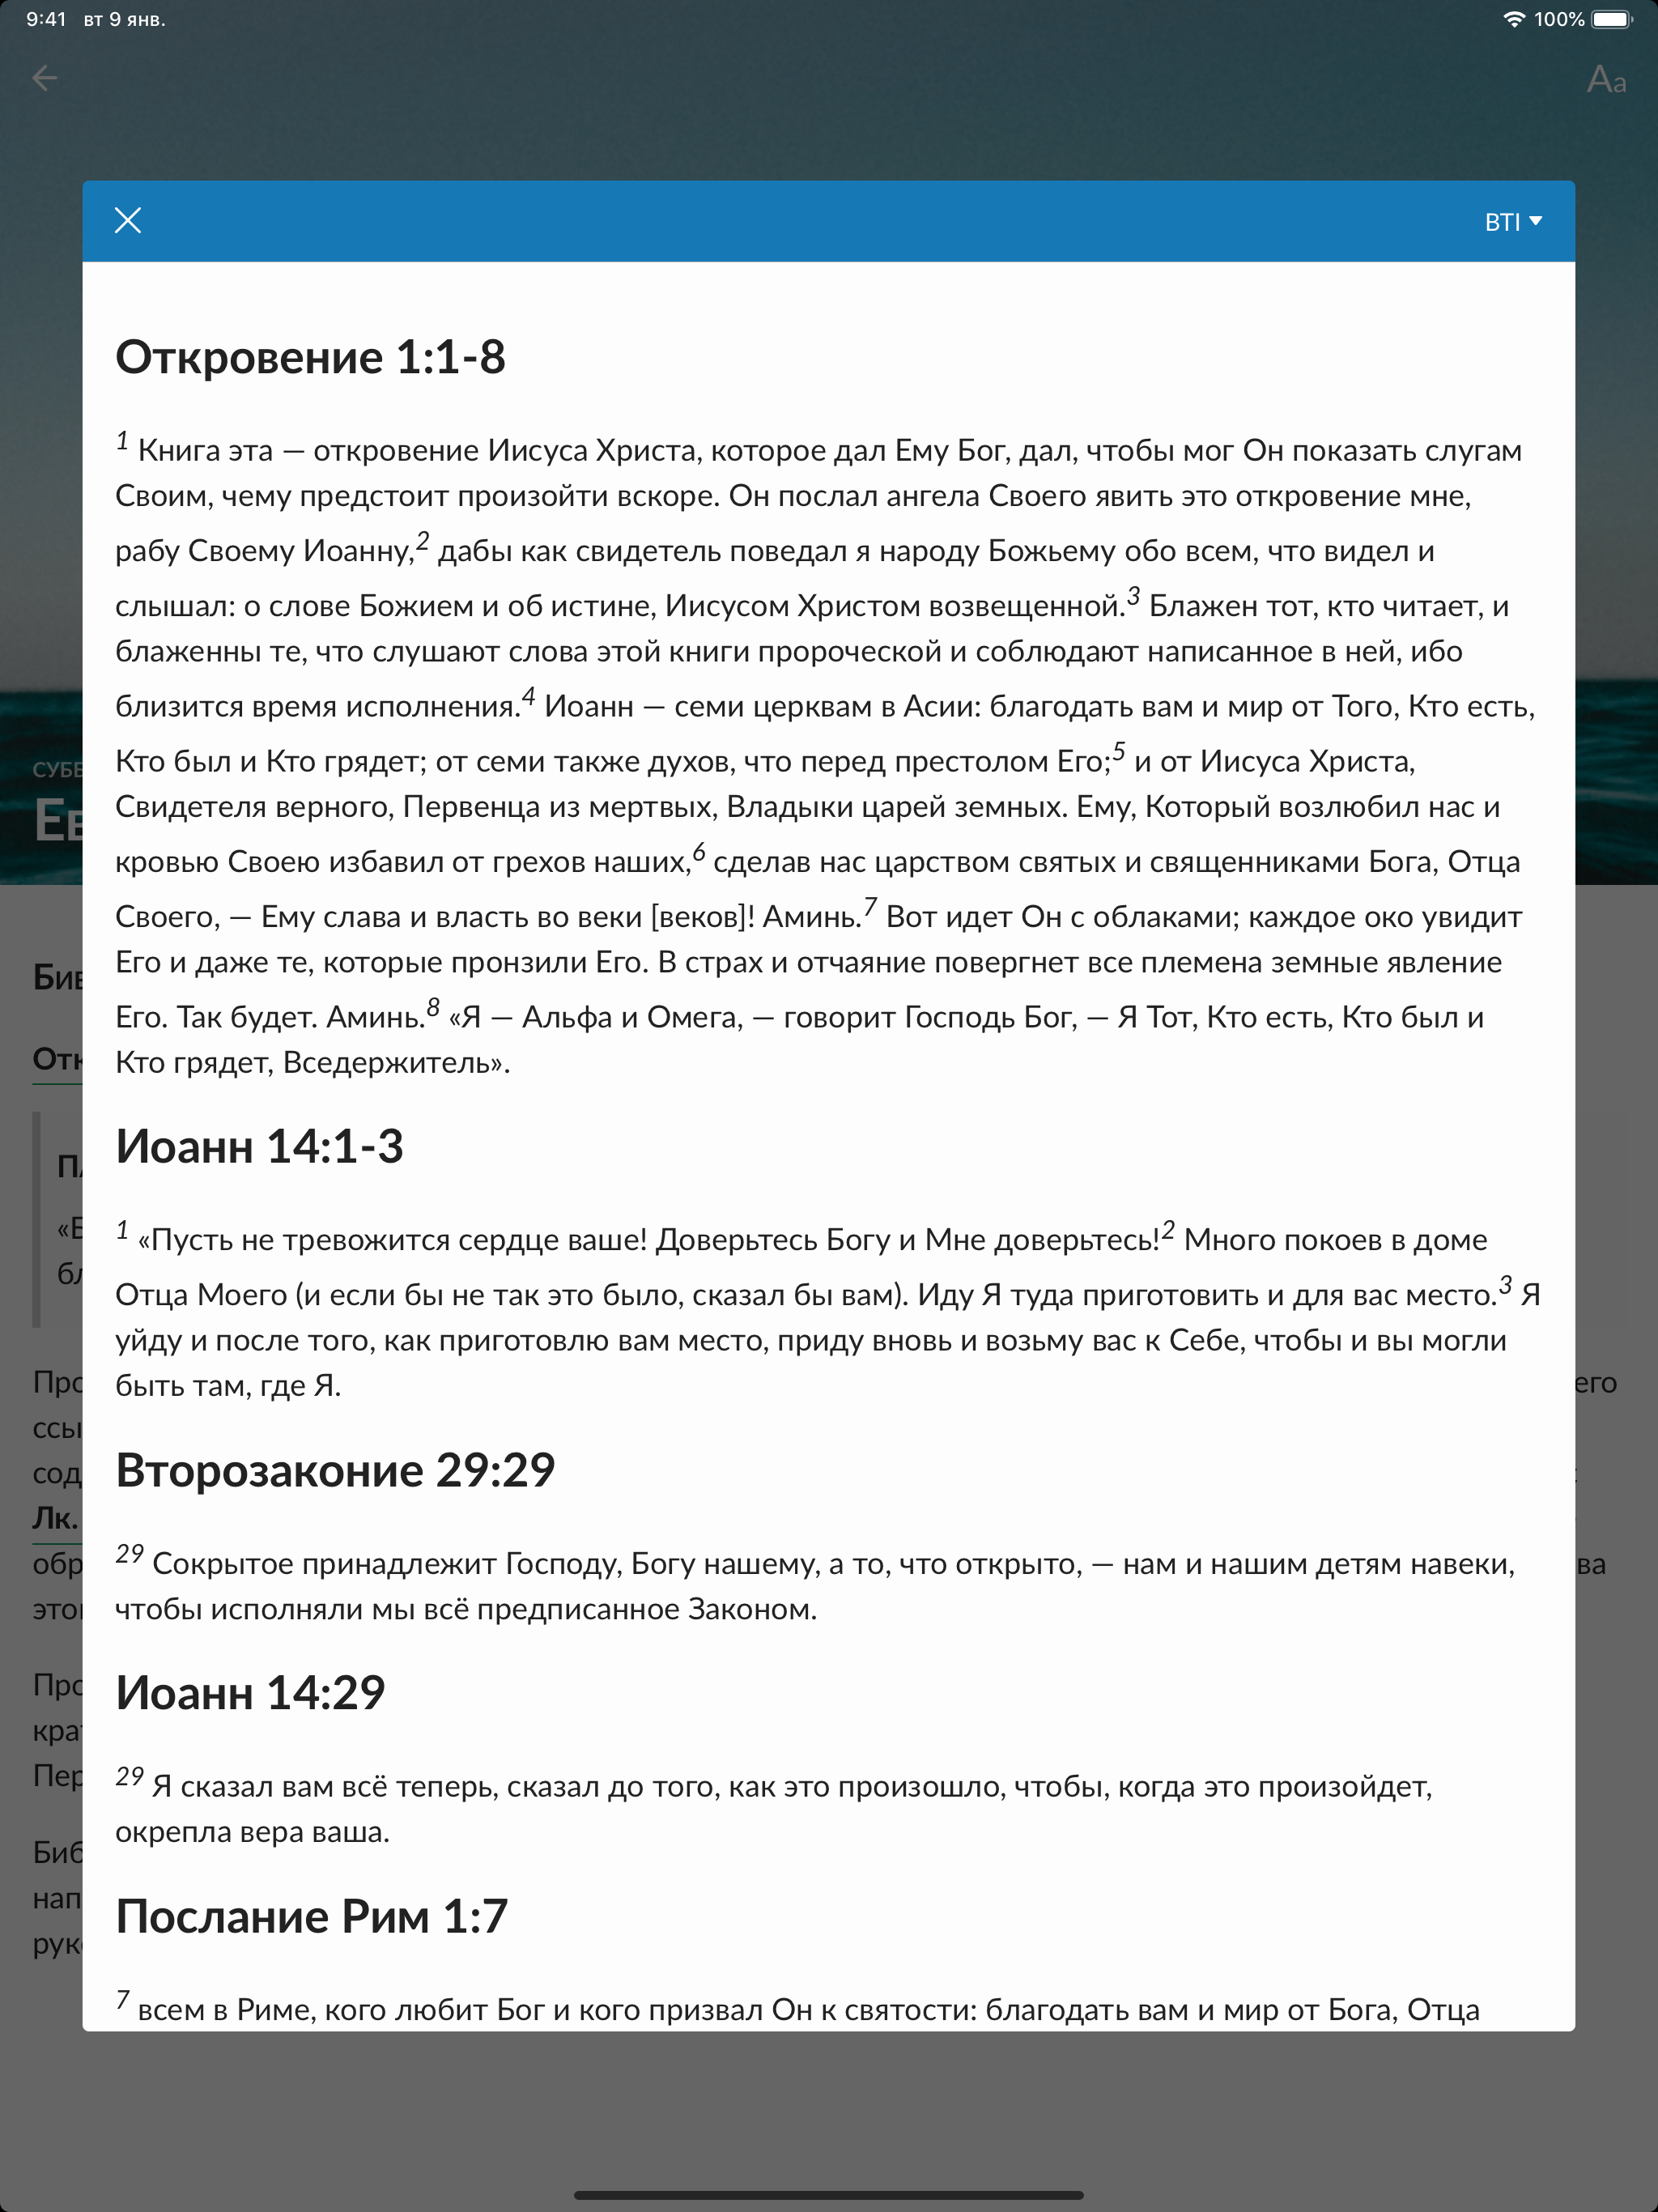 9:41 вт 9 янв.
100%
Aa
BTI
Откровение 1:1-8
1 Книга эта — откровение Иисуса Христа, которое дал Ему Бог, дал, чтобы мог Он показать слугам
Своим, чему предстоит произойти вскоре. Он послал ангела Своего явить это откровение мне,
рабу Своему Иоанну,2 дабы как свидетель поведал я народу Божьему обо всем, что видел и
слышал: о слове Божием и об истине, Иисусом Христом возвещенной.3 Блажен тот, кто читает, и
блаженны те, что слушают слова этой книги пророческой и соблюдают написанное в ней, ибо
близится время исполнения.4 Иоанн — семи церквам в Асии: благодать вам и мир от Того, Кто есть,
Кто был и Кто грядет; от семи также духов, что перед престолом Его;5 и от Иисуса Христа,
Свидетеля верного, Первенца из мертвых, Владыки царей земных. Ему, Который возлюбил нас и
кровью Своею избавил от грехов наших,6 сделав нас царством святых и священниками Бога, Отца
Своего, — Ему слава и власть во веки [веков]! Аминь.7 Вот идет Он с облаками; каждое око увидит
Его и даже те, которые пронзили Его. В страх и отчаяние повергнет все племена земные явление
Его. Так будет. Аминь.8 «Я — Альфа и Омега, — говорит Господь Бог, — Я Тот, Кто есть, Кто был и
Кто грядет, Вседержитель».
Иоанн 14:1-3
1 «Пусть не тревожится сердце ваше! Доверьтесь Богу и Мне доверьтесь!2 Много покоев в доме
Отца Моего (и если бы не так это было, сказал бы вам). Иду Я туда приготовить и для вас место.3 Я
уйду и после того, как приготовлю вам место, приду вновь и возьму вас к Себе, чтобы и вы могли
быть там, где Я.
Второзаконие 29:29
29 Сокрытое принадлежит Господу, Богу нашему, а то, что открыто, — нам и нашим детям навеки,
чтобы исполняли мы всё предписанное Законом.
Иоанн 14:29
29 Я сказал вам всё теперь, сказал до того, как это произошло, чтобы, когда это произойдет,
окрепла вера ваша.
Послание Рим 1:7
7 всем в Риме, кого любит Бог и кого призвал Он к святости: благодать вам и мир от Бога, Отца
Лк.